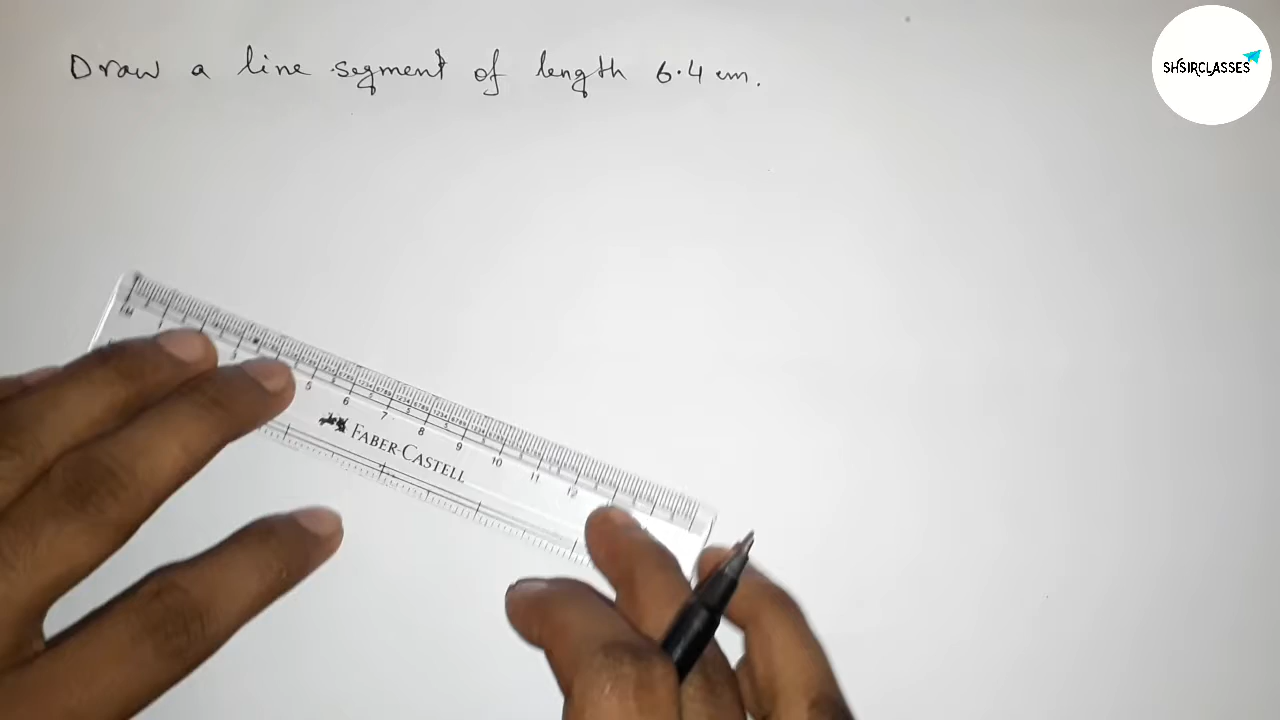 Draw a line segment of length 6.4 cm.
SHSIRCLASSES
5 6 7 8 9 10 11 12
FABER-CASTELL